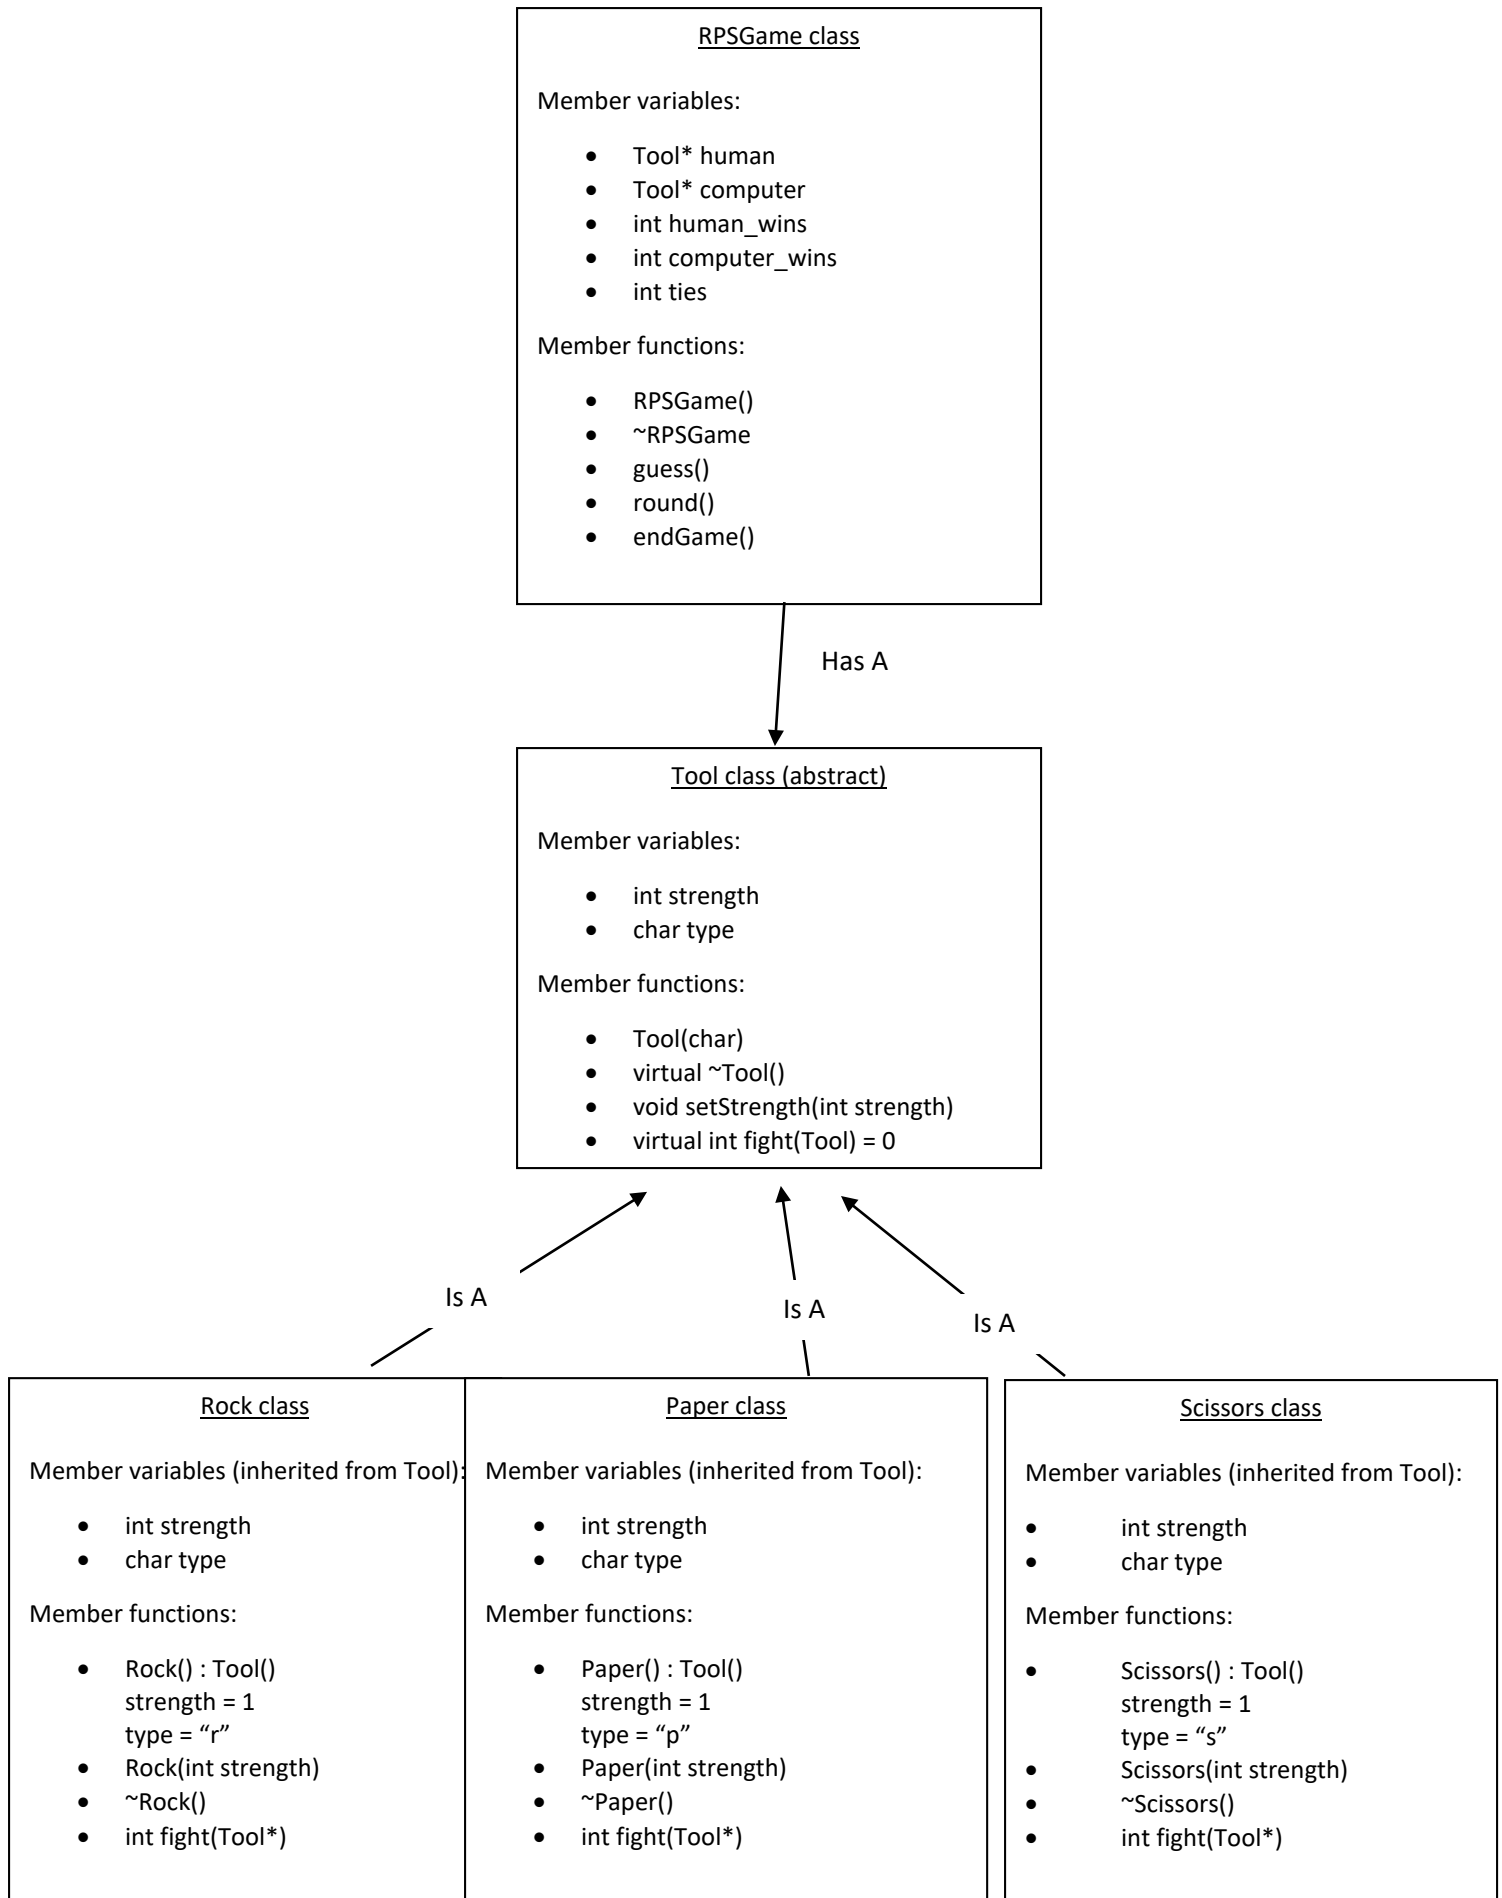 RPSGame class
Member variables:
• Tool* human
• Tool* computer
• int human_wins
• int computer_wins
• int ties
Member functions:
• RPSGame()
• ~RPSGame
• guess()
• round()
• endGame()
Has A
Tool class (abstract)
Member variables:
• int strength
• char type
Member functions:
• Tool(char)
• virtual ~Tool()
• void setStrength(int strength)
• virtual int fight(Tool) = 0
Is A
Is A
Is A
Rock class
Member variables (inherited from Tool):
• int strength
• char type
Member functions:
• Rock() : Tool()
strength = 1
type = “r”
• Rock(int strength)
• ~Rock()
• int fight(Tool*)
Paper class
Member variables (inherited from Tool):
• int strength
• char type
Member functions:
• Paper() : Tool()
strength = 1
type = “p”
• Paper(int strength)
• ~Paper()
• int fight(Tool*)
Scissors class
Member variables (inherited from Tool):
• int strength
• char type
Member functions:
• Scissors() : Tool()
strength = 1
type = “s”
• Scissors(int strength)
• ~Scissors()
• int fight(Tool*)